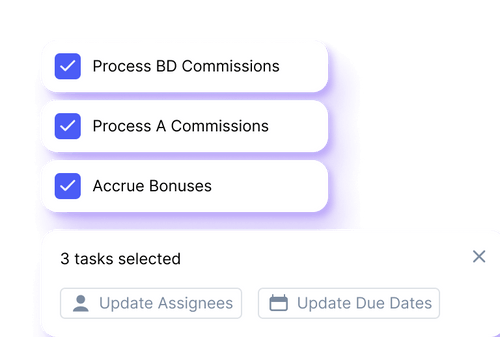 Process BD Commissions
Process A Commissions
Accrue Bonuses
3 tasks selected
Update Assignees
Update Due Dates